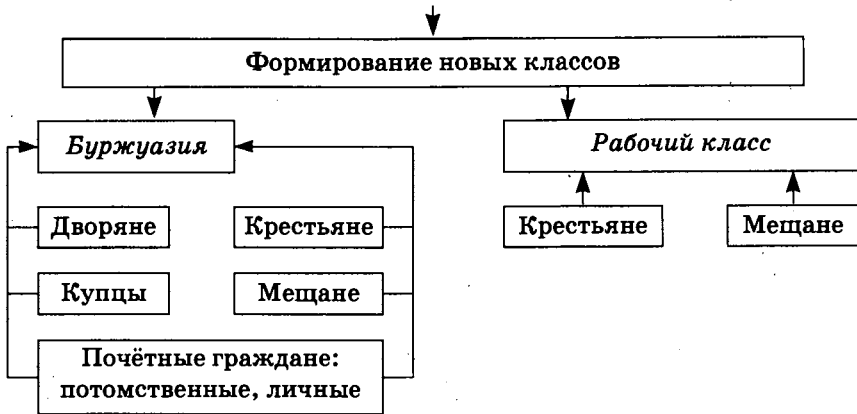 Формирование новых классов
Буржуазия
Рабочий класс
Дворяне
Крестьяне
Крестьяне
Мещане
Купцы
Мещане
Почётные граждане:
потомственные, личные